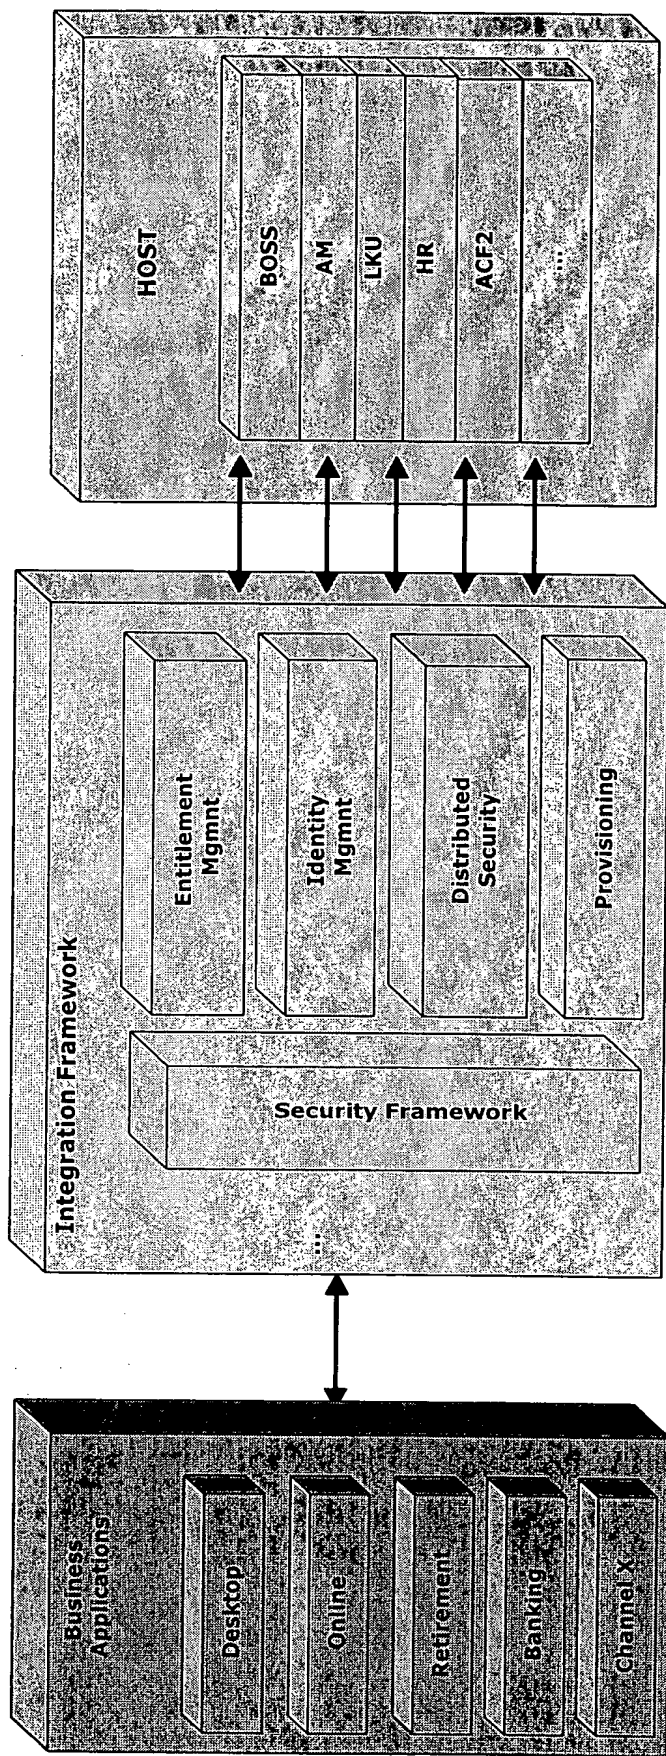 Business
Applications
Desktop
Online
Retirement
Banking
Channel X
Integration Framework
...
Security Framework
Entitlement
Mgmnt
Identity
Mgmnt
Distributed
Security
Provisioning
HOST
BOSS
AM
LKU
HR
ACF2
....